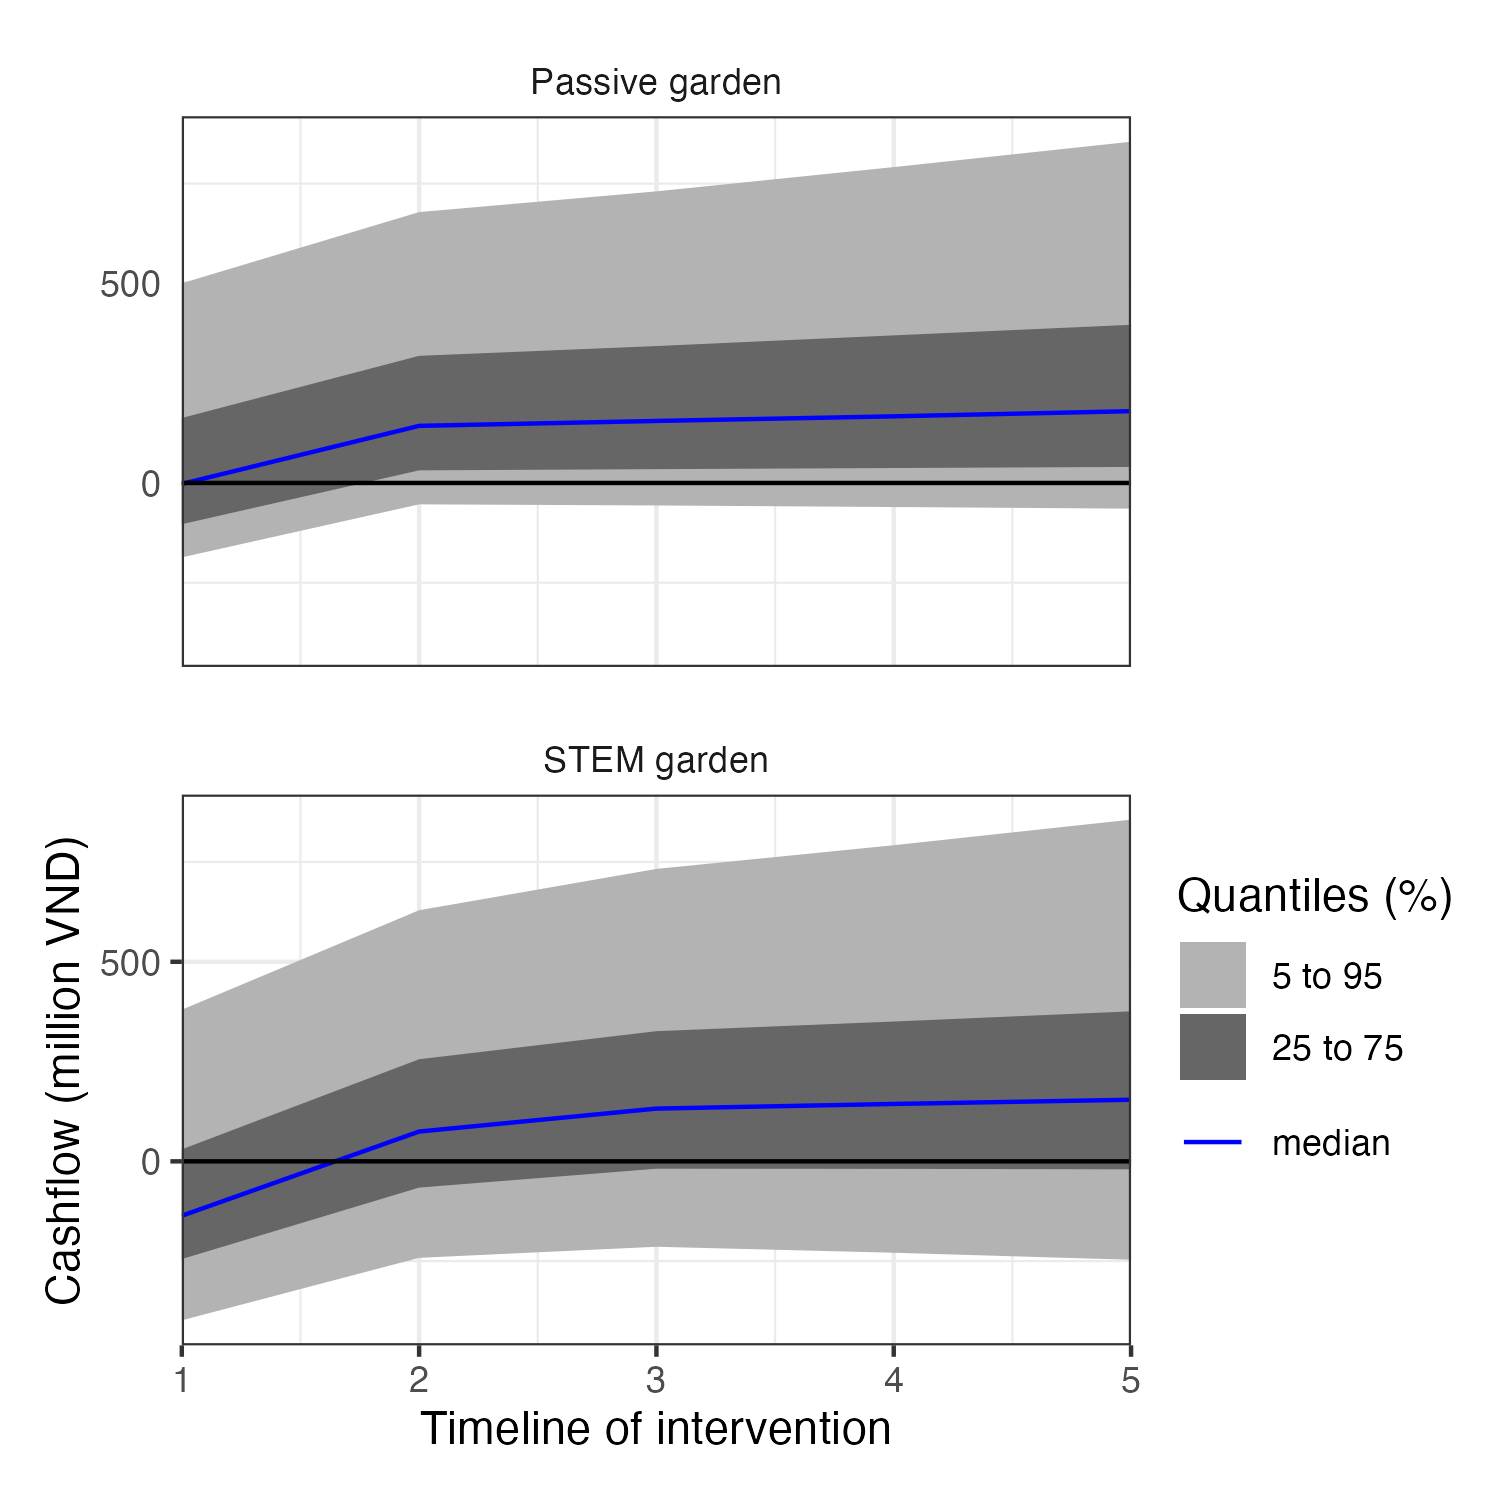 Passive garden
500
0
STEM garden
Cashflow (million VND)
500
0
1 2 3 4 5
Timeline of intervention
Quantiles (%)
5 to 95
25 to 75
median